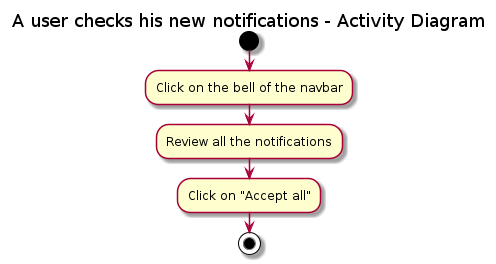 A user checks his new notifications - Activity Diagram
Click on the bell of the navbar
Review all the notifications
Click on "Accept all"